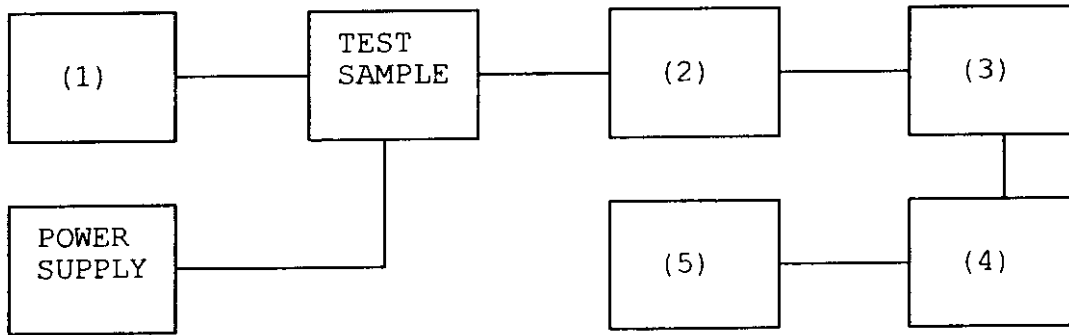 (1)
TEST
SAMPLE
(2)
(3)
POWER
SUPPLY
(5)
(4)